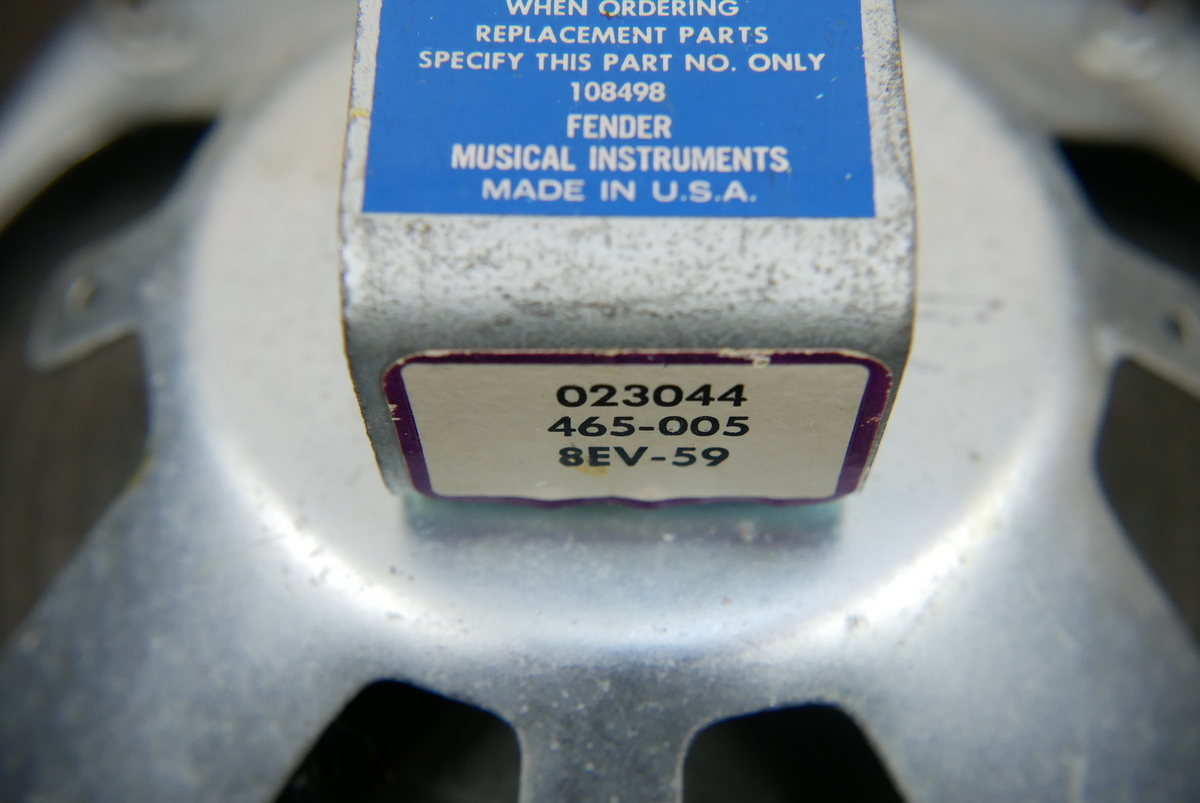 WHEN ORDERING
REPLACEMENT PARTS
SPECIFY THIS PART NO. ONLY
108498
FENDER
MUSICAL INSTRUMENTS
MADE IN U.S.A.
023044
465-005
8EV-59